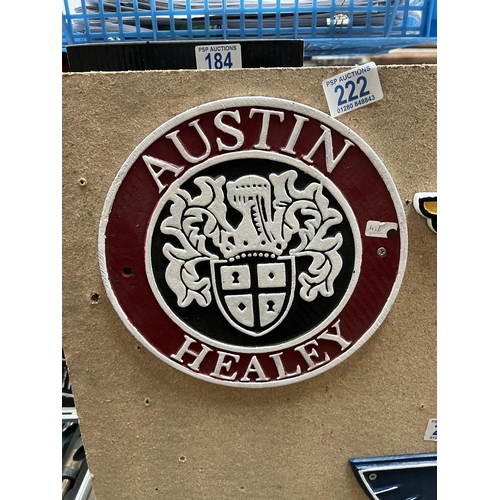 PSP AUCTIONS
184
PSP AUCTIONS
222
01280 848843
AUSTIN
HEALEY